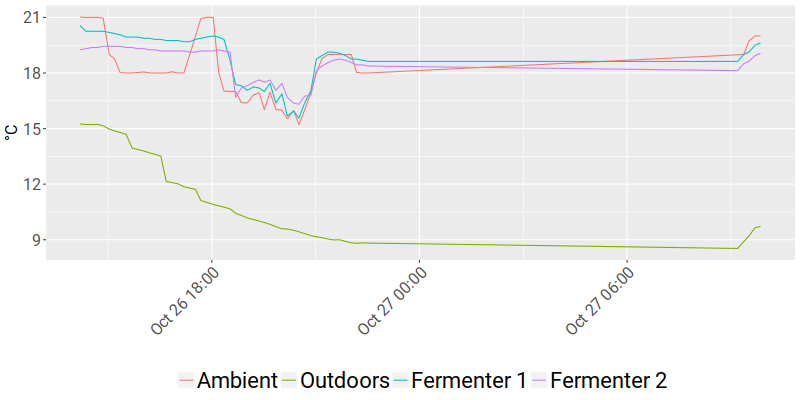 21
18
15
12
9
°C
Oct 26 18:00
Oct 27 00:00
Oct 27 06:00
Ambient Outdoors Fermenter 1 Fermenter 2